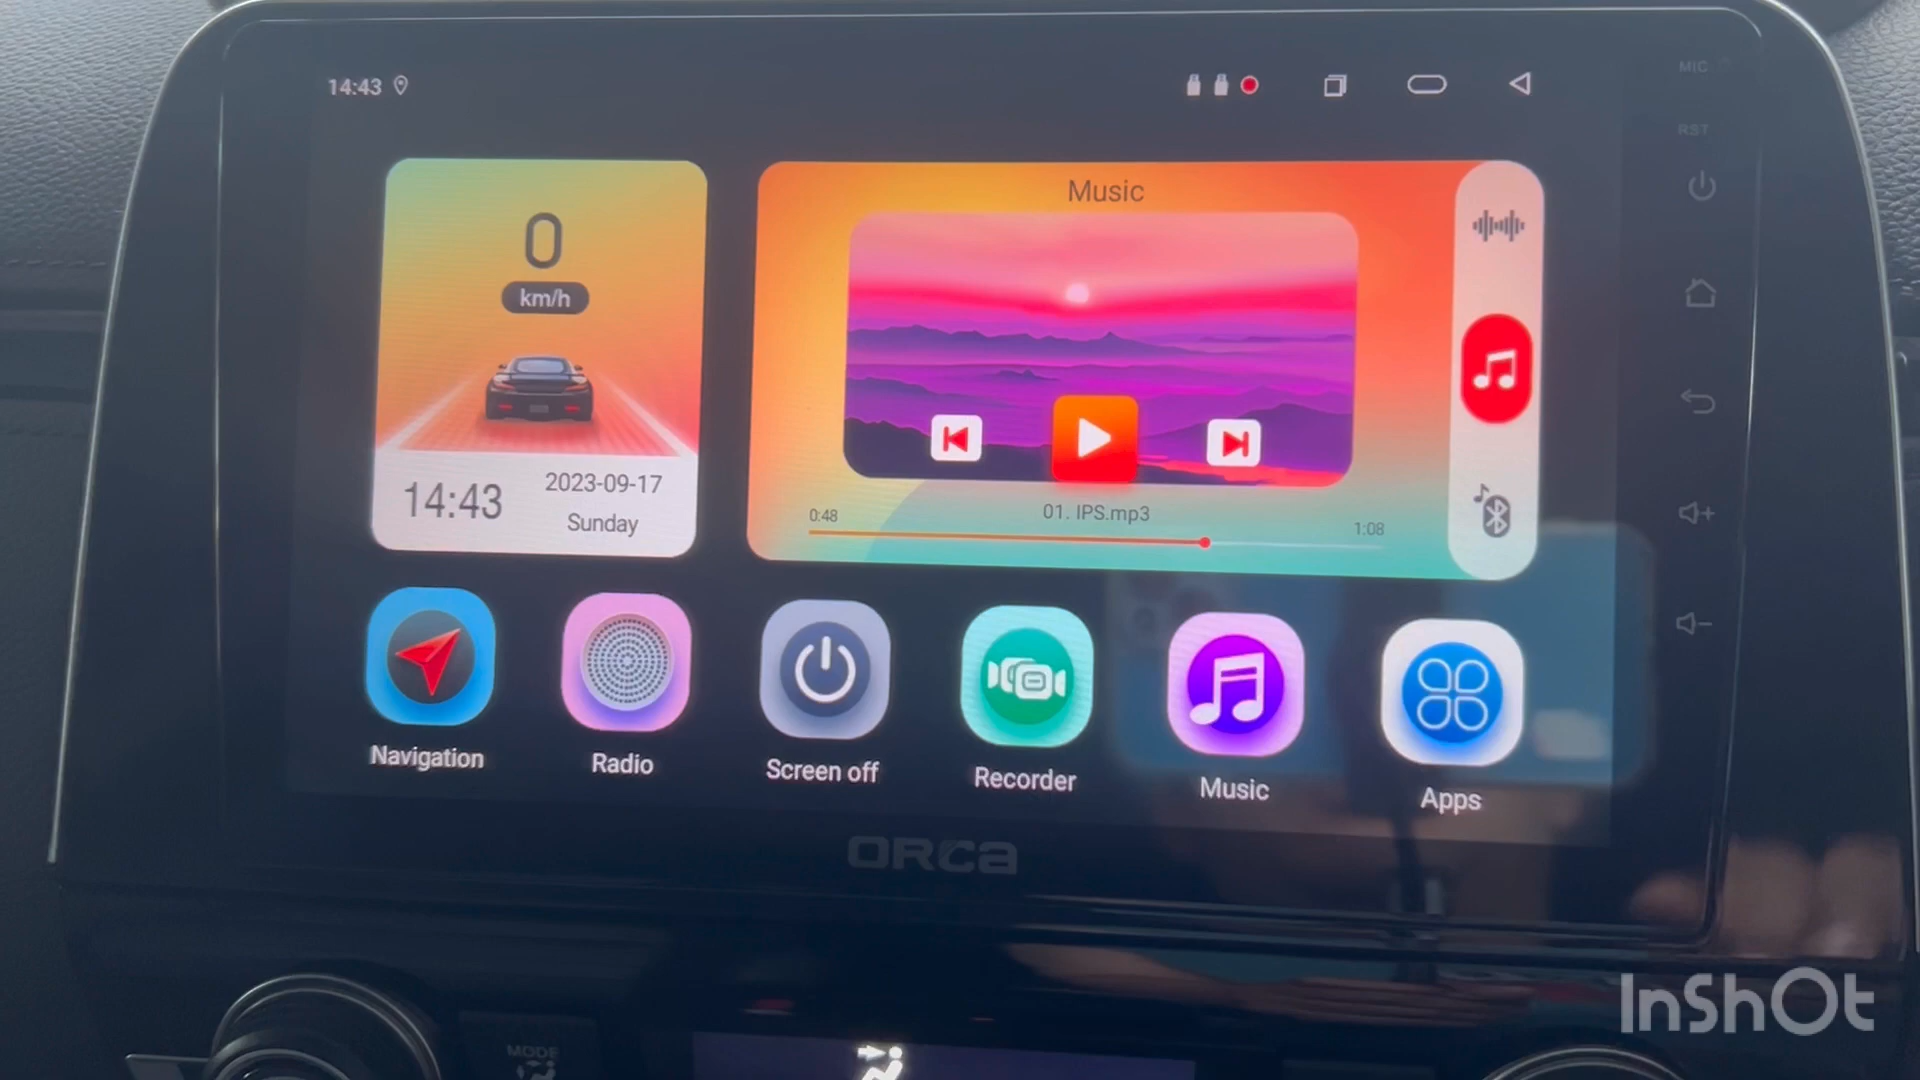 14:43
MIC
RST
0
km/h
14:43
2023-09-17
Sunday
Music
0:48
01. IPS.mp3
1:08
Navigation
Radio
Screen off
Recorder
Music
Apps
ORCA
MODE
InShOt